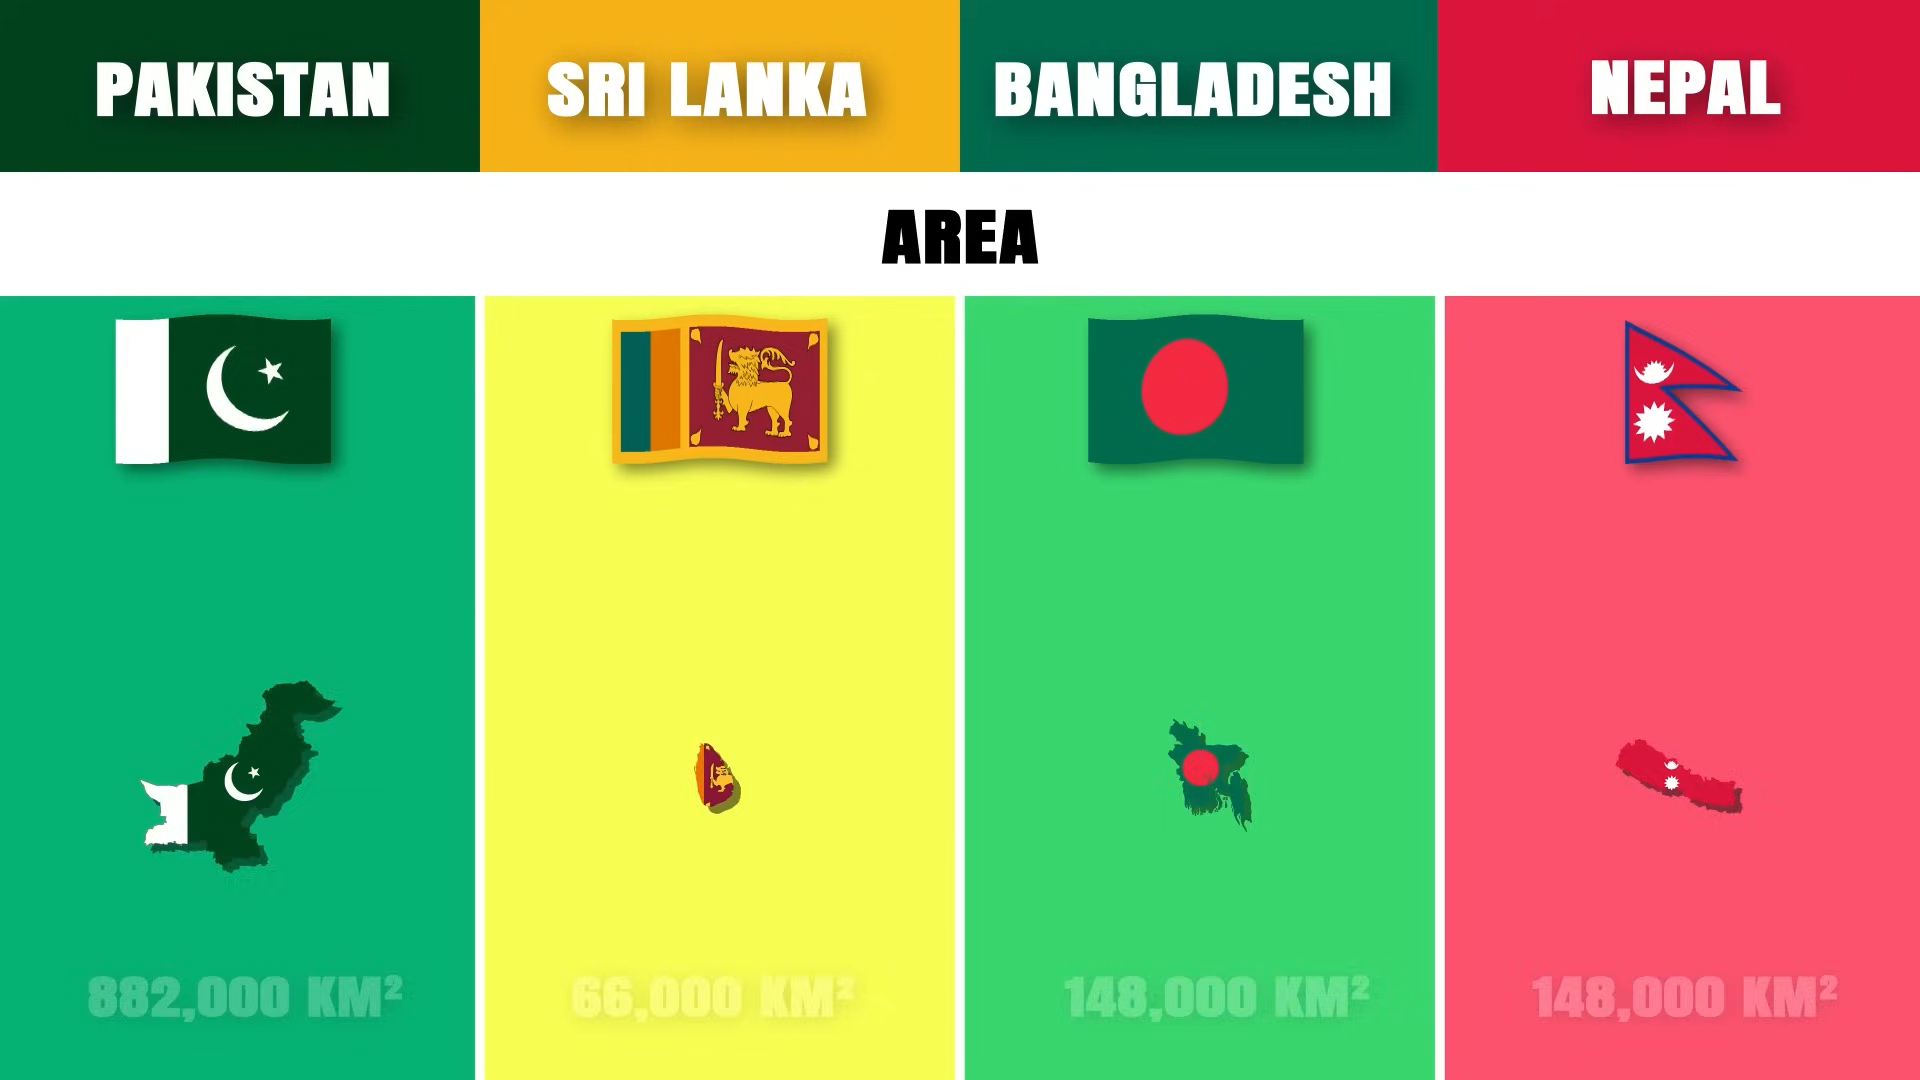 PAKISTAN
SRI LANKA
BANGLADESH
NEPAL
AREA
882,000 KM²
66,000 KM²
148,000 KM²
148,000 KM²